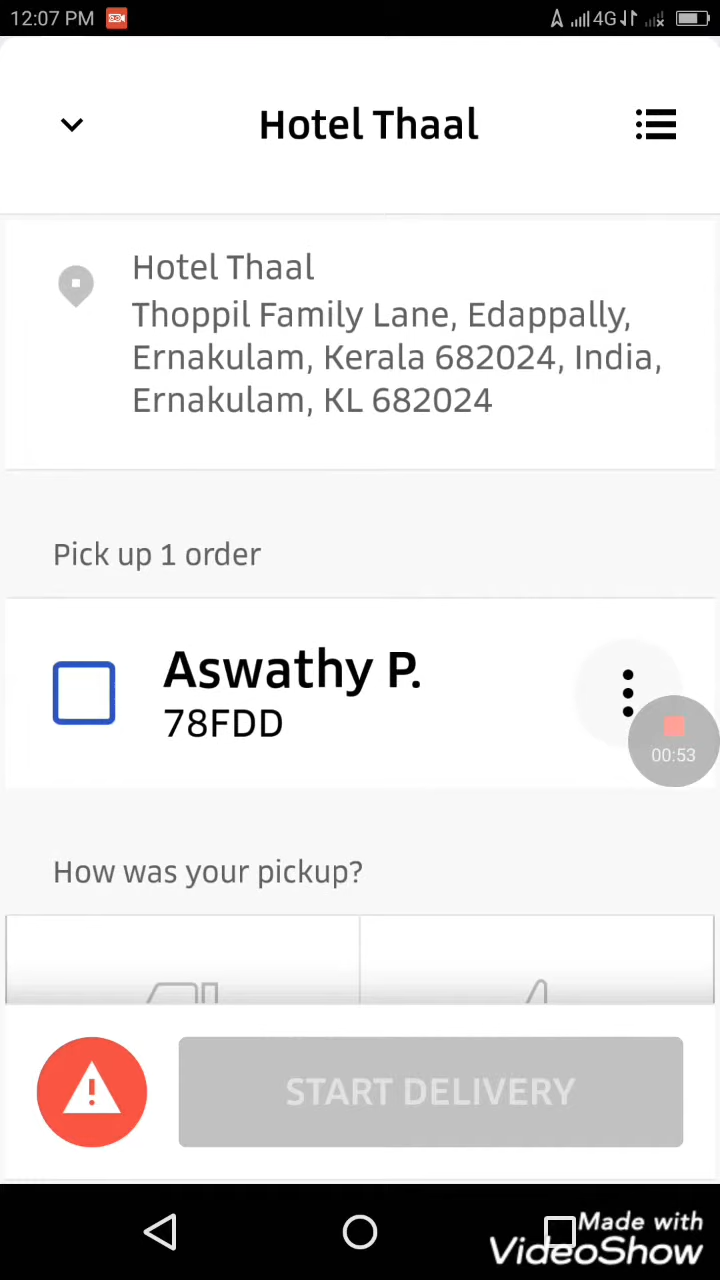 12:07 PM
4G
Hotel Thaal
Hotel Thaal
Thoppil Family Lane, Edappally,
Ernakulam, Kerala 682024, India,
Ernakulam, KL 682024
Pick up 1 order
Aswathy P.
78FDD
00:53
How was your pickup?
START DELIVERY
Made with
VideoShow